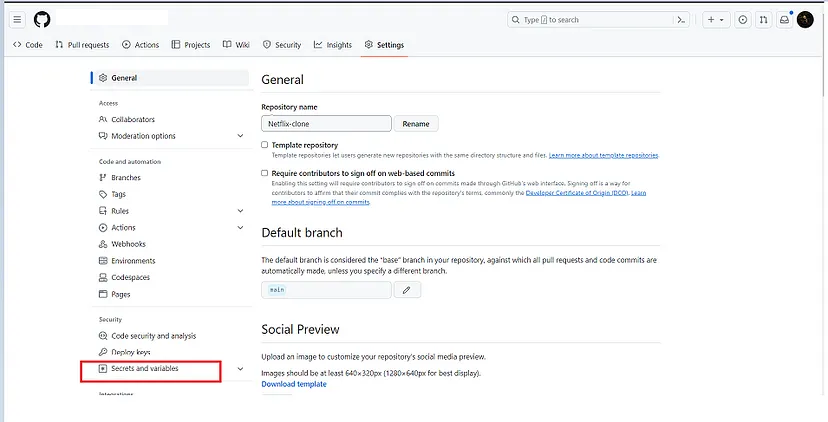 Type / to search
Code
Pull requests
Actions
Projects
Wiki
Security
Insights
Settings
General
Access
Collaborators
Moderation options
Code and automation
Branches
Tags
Rules
Actions
Webhooks
Environments
Codespaces
Pages
Security
Code security and analysis
Deploy keys
Secrets and variables
Integrations
General
Repository name
Netflix-clone
Rename
Template repository
Template repositories let users generate new repositories with the same directory structure and files. Learn more about template repositories.
Require contributors to sign off on web-based commits
Enabling this setting will require contributors to sign off on commits made through GitHub's web interface. Signing off is a way for
contributors to affirm that their commit complies with the repository's terms, commonly the Developer Certificate of Origin (DCO). Learn
more about signing off on commits.
Default branch
The default branch is considered the "base" branch in your repository, against which all pull requests and code commits are
automatically made, unless you specify a different branch.
main
Social Preview
Upload an image to customize your repository's social media preview.
Images should be at least 640×320px (1280×640px for best display).
Download template